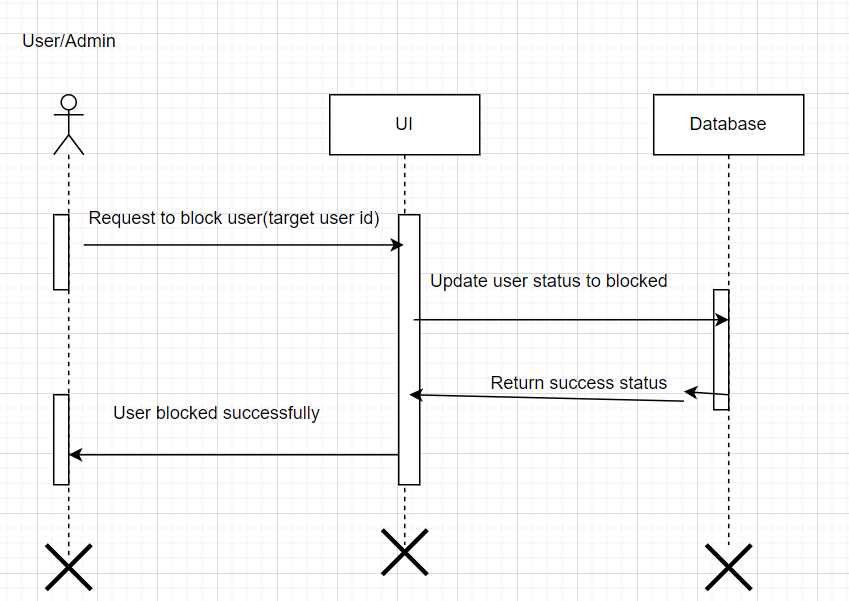 User/Admin
UI
Database
Request to block user(target user id)
Update user status to blocked
Return success status
User blocked successfully